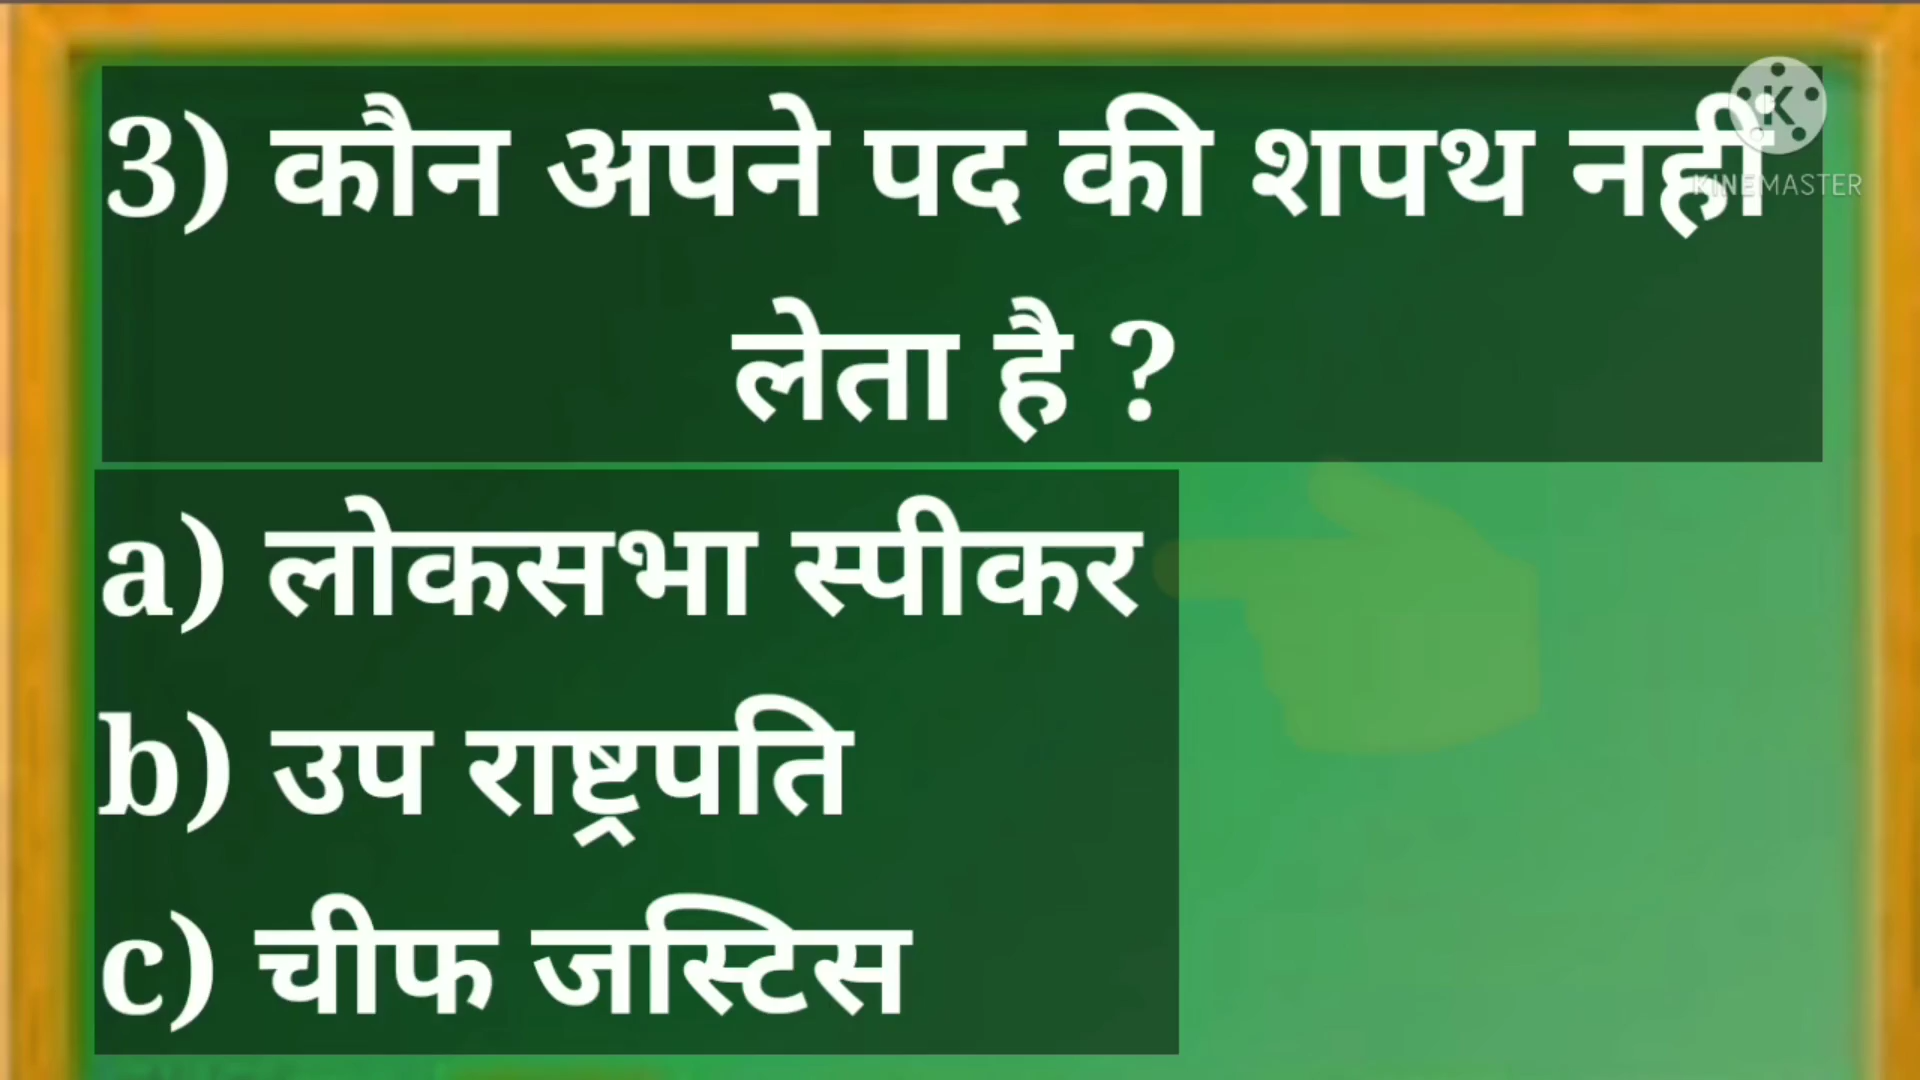 3) कौन अपने पद की शपथ नहीं
लेता है ?
a) लोकसभा स्पीकर
b) उप राष्ट्रपति
c) चीफ जस्टिस
K
KINEMASTER